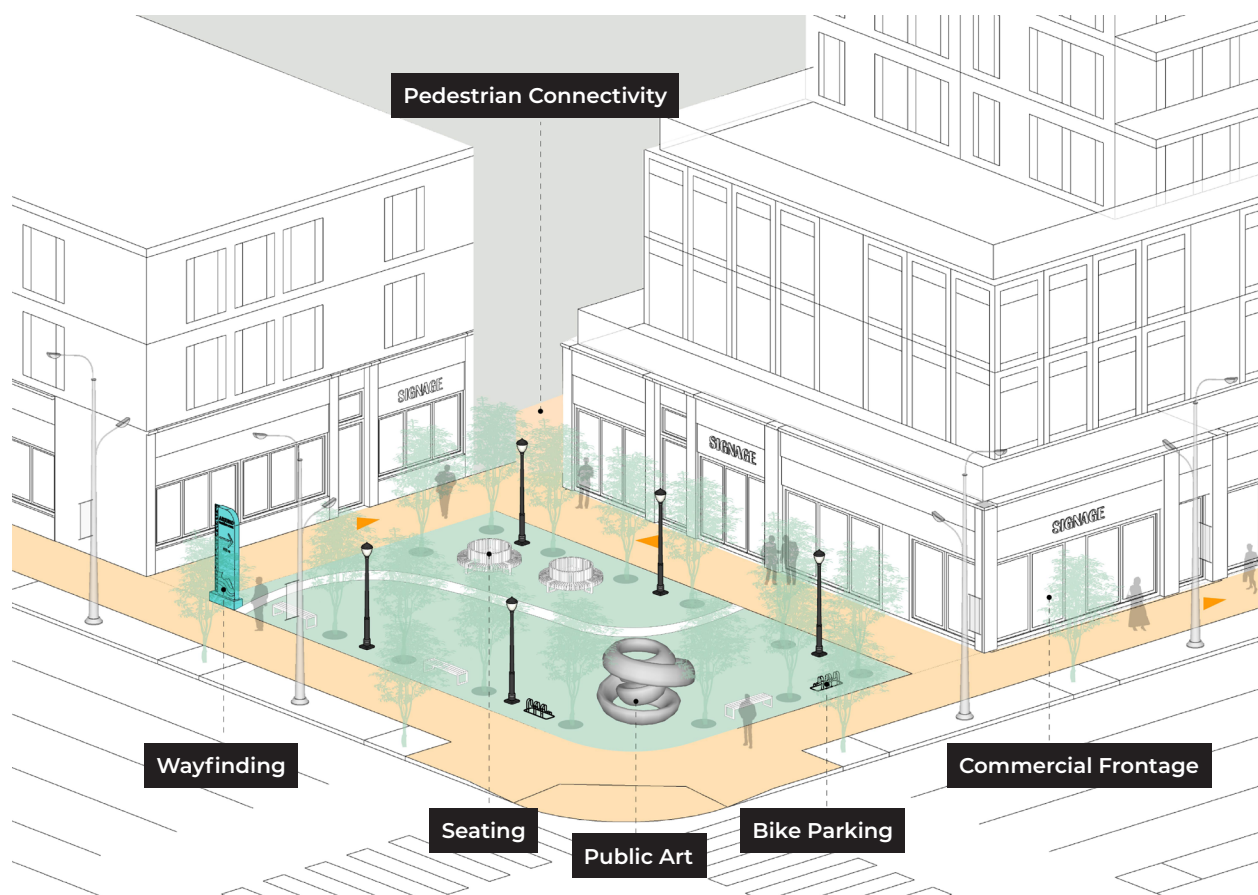 Pedestrian Connectivity
SIGNAGE
SIGNAGE
SIGNAGE
Wayfinding
Commercial Frontage
Seating
Bike Parking
Public Art